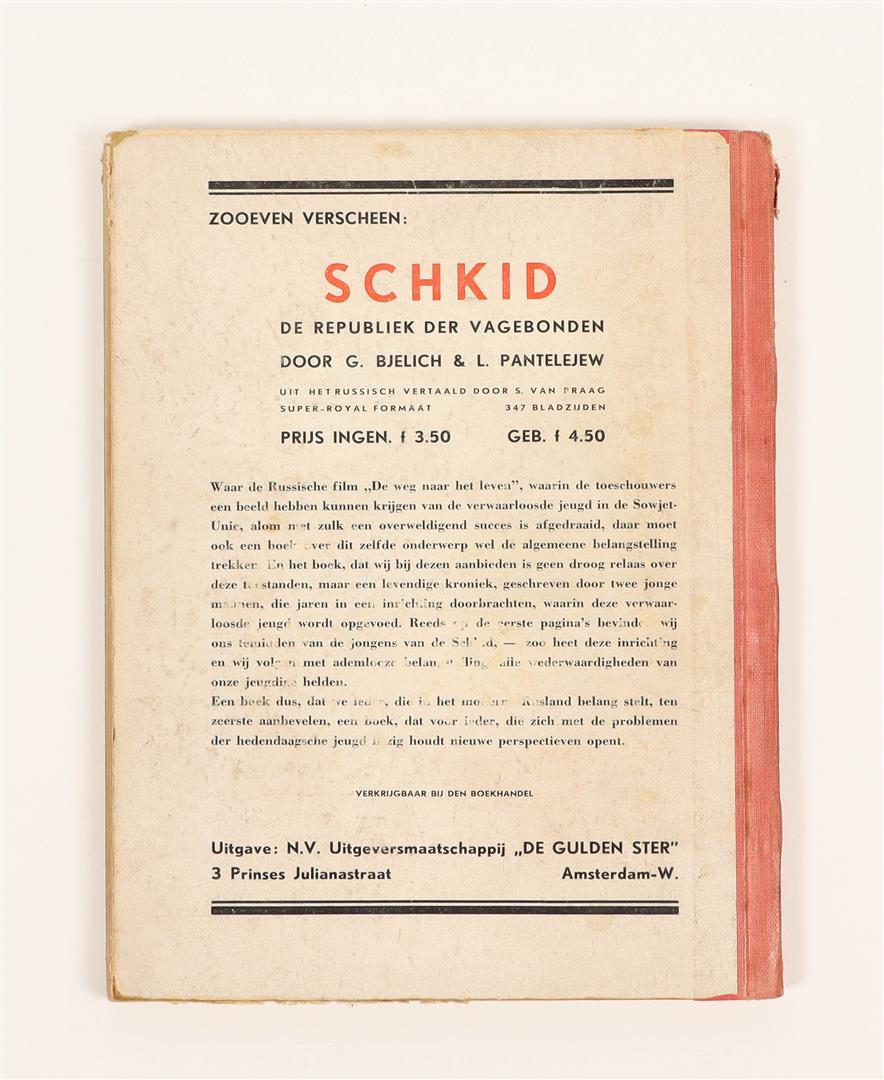 ZOOEVEN VERSCHEEN:
SCHKID
DE REPUBLIEK DER VAGEBONDEN
DOOR G. BJELICH & L. PANTELEJEW
UIT HET RUSSISCH VERTAALD DOOR S. VAN PRAAG
SUPER-ROYAL FORMAAT 347 BLADZIJDEN
PRIJS INGEN. f 3.50 GEB. f 4.50
Waar de Russische film „De weg naar het leven”, waarin de toeschouwers
een beeld hebben kunnen krijgen van de verwaarloosde jeugd in de Sowjet-
Unie, alom met zulk een overweldigend succes is afgedraaid, daar moet
ook een boek over dit zelfde onderwerp wel de algemeene belangstelling
trekken. En het boek, dat wij bij dezen aanbieden is geen droog relaas over
deze toestanden, maar een levendige kroniek, geschreven door twee jonge
mannen, die jaren in een inrichting doorbrachten, waarin deze verwaar-
loosde jeugd wordt opgevoed. Reeds op de eerste pagina's bevinden wij
ons temidden van de jongens van de Schkid, — zoo heet deze inrichting
en wij volgen met ademlooze belangstelling alle wederwaardigheden van
onze jeugdige helden.
Een boek dus, dat we ieder, die in het moderne Rusland belang stelt, ten
zeerste aanbevelen, een boek, dat voor ieder, die zich met de problemen
der hedendaagsche jeugd bezig houdt nieuwe perspectieven opent.
VERKRIJGBAAR BIJ DEN BOEKHANDEL
Uitgave: N.V. Uitgeversmaatschappij „DE GULDEN STER”
3 Prinses Julianastraat Amsterdam-W.